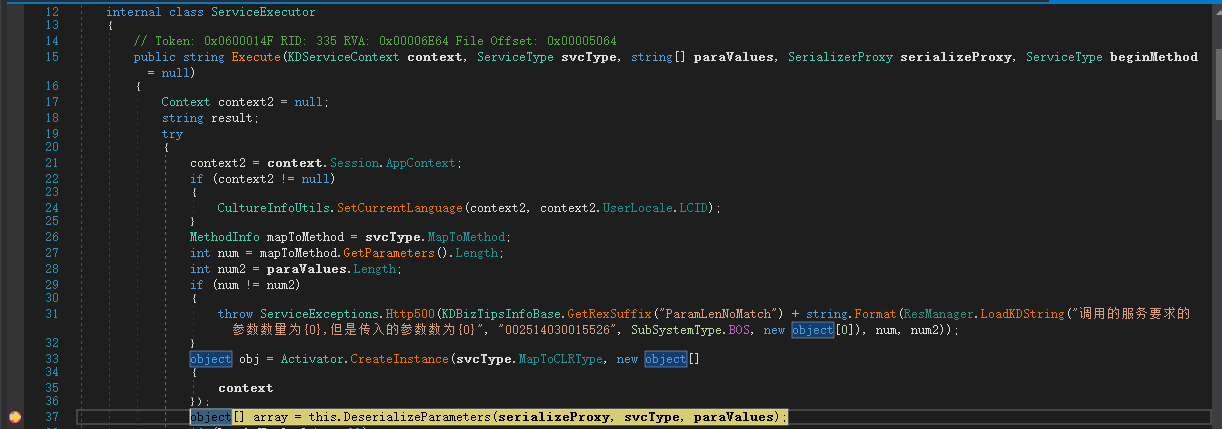 12 internal class ServiceExecutor
13 {
14 // Token: 0x0600014F RID: 335 RVA: 0x00006E64 File Offset: 0x00005064
15 public string Execute(KDServiceContext context, ServiceType svcType, string[] paraValues, SerializerProxy serializeProxy, ServiceType beginMethod
= null)
16 {
17 Context context2 = null;
18 string result;
19 try
20 {
21 context2 = context.Session.AppContext;
22 if (context2 != null)
23 {
24 CultureInfoUtils.SetCurrentLanguage(context2, context2.UserLocale.LCID);
25 }
26 MethodInfo mapToMethod = svcType.MapToMethod;
27 int num = mapToMethod.GetParameters().Length;
28 int num2 = paraValues.Length;
29 if (num != num2)
30 {
31 throw ServiceExceptions.Http500(KDBizTipsInfoBase.GetRexSuffix("ParamLenNoMatch") + string.Format(ResManager.LoadKDString("调用的服务要求的
参数数量为{0},但是传入的参数数为{0}", "002514030015526", SubSystemType.BOS, new object[0]), num, num2));
32 }
33 object obj = Activator.CreateInstance(svcType.MapToCLRType, new object[]
34 {
35 context
36 });
37 object[] array = this.DeserializeParameters(serializeProxy, svcType, paraValues);